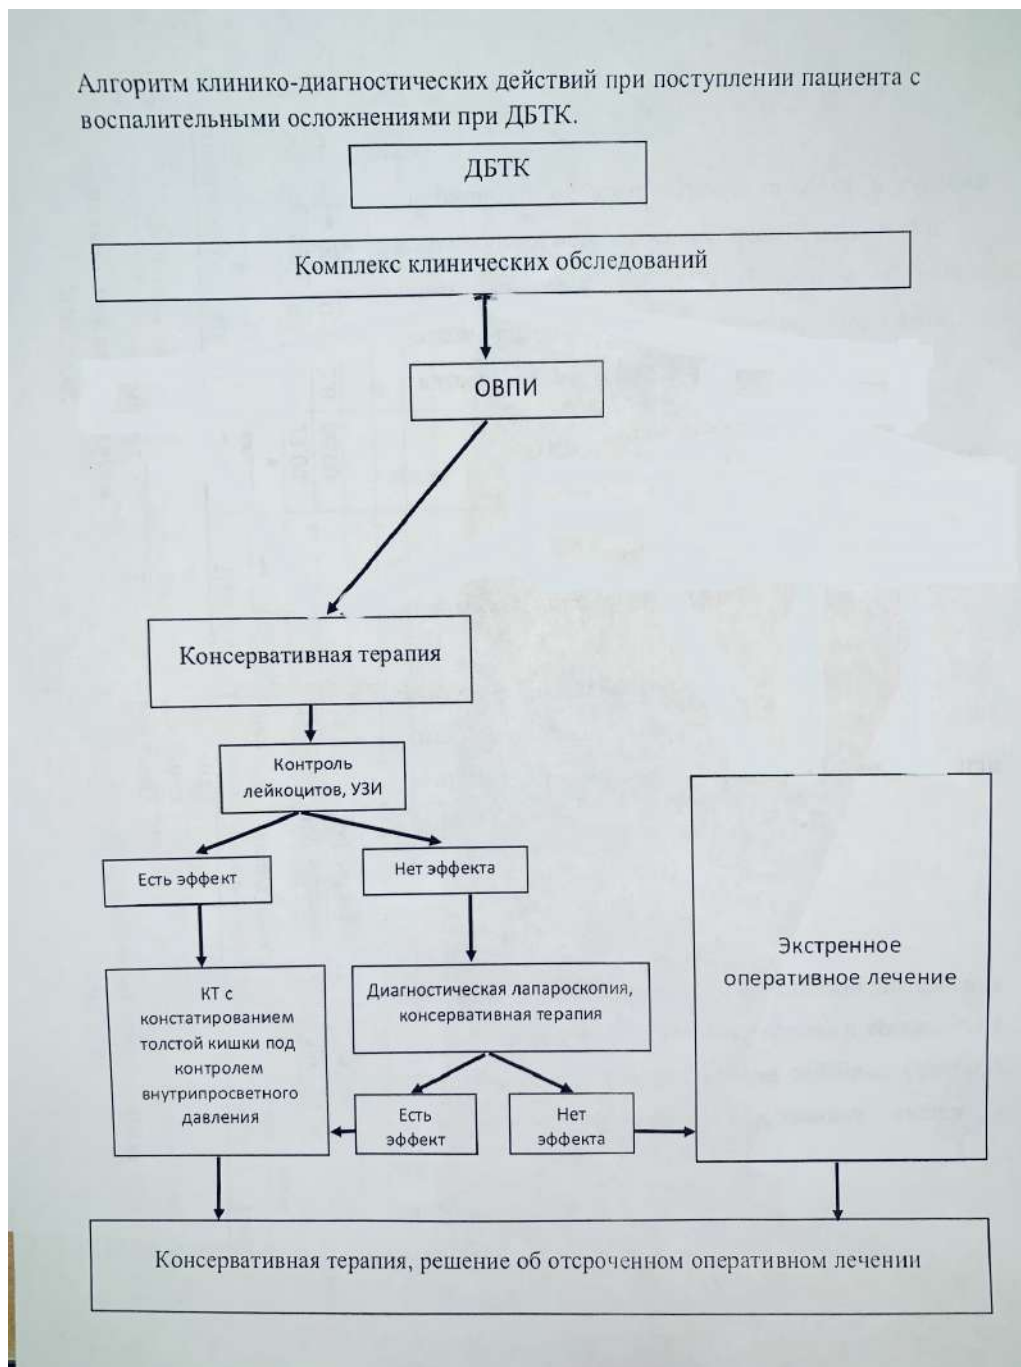 Алгоритм клинико-диагностических действий при поступлении пациента с
воспалительными осложнениями при ДБТК.
ДБТК
Комплекс клинических обследований
ОВПИ
Консервативная терапия
Контроль
лейкоцитов, УЗИ
Есть эффект
Нет эффекта
КТ с
констатированием
толстой кишки под
контролем
внутрипросветного
давления
Диагностическая лапароскопия,
консервативная терапия
Есть
эффект
Нет
эффекта
Экстренное
оперативное лечение
Консервативная терапия, решение об отсроченном оперативном лечении